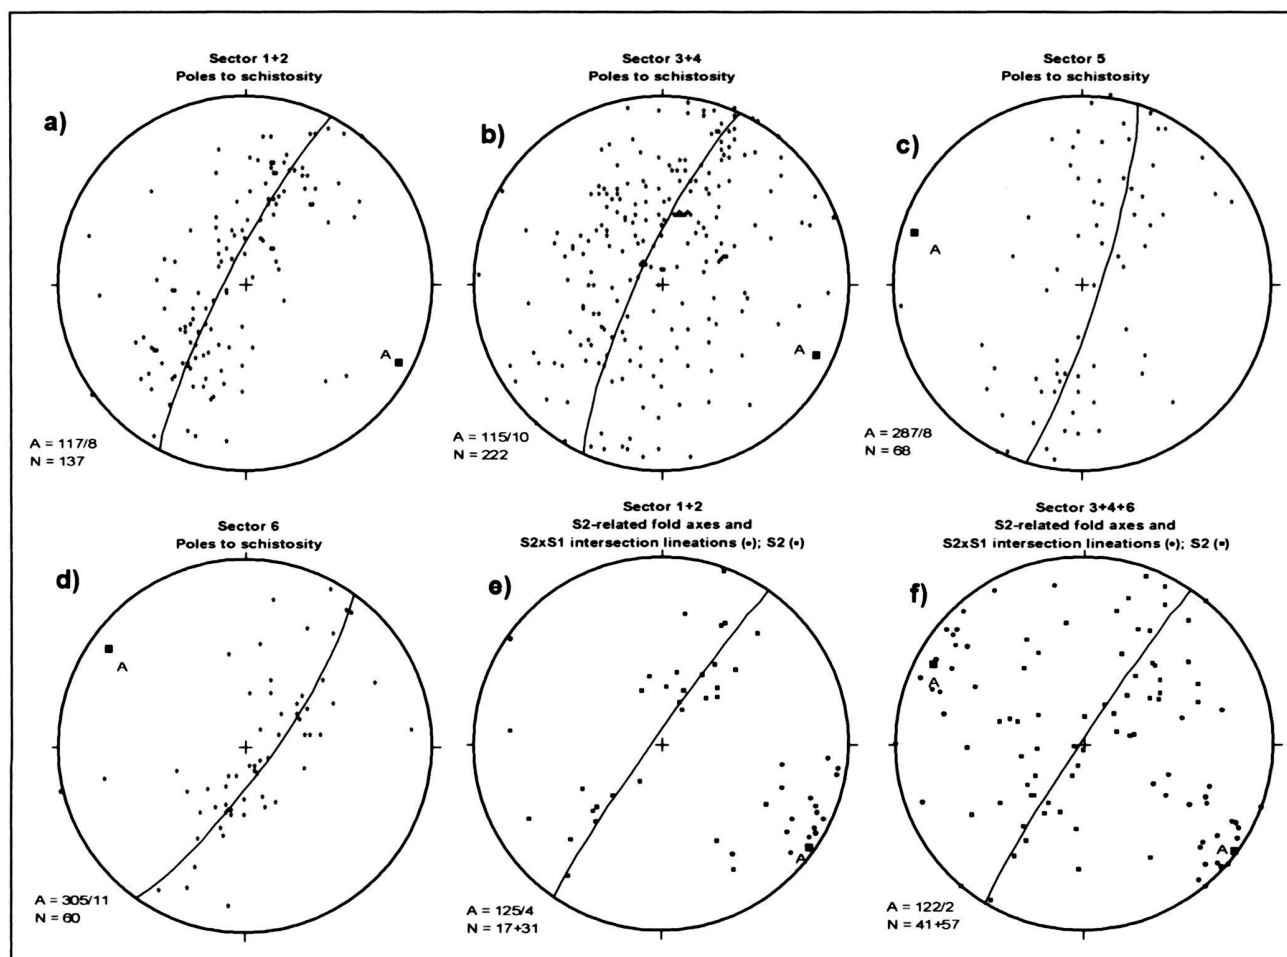 Sector 1+2
Poles to schistosity
a)
A
A = 117/8
N = 137
Sector 3+4
Poles to schistosity
b)
A
A = 115/10
N = 222
Sector 5
Poles to schistosity
c)
A
A = 287/8
N = 68
Sector 6
Poles to schistosity
d)
A
A = 305/11
N = 60
Sector 1+2
S2-related fold axes and
S2xS1 intersection lineations (•); S2 (▪)
e)
A
A = 125/4
N = 17+31
Sector 3+4+6
S2-related fold axes and
S2xS1 intersection lineations (•); S2 (▪)
f)
A
A
A = 122/2
N = 41+57